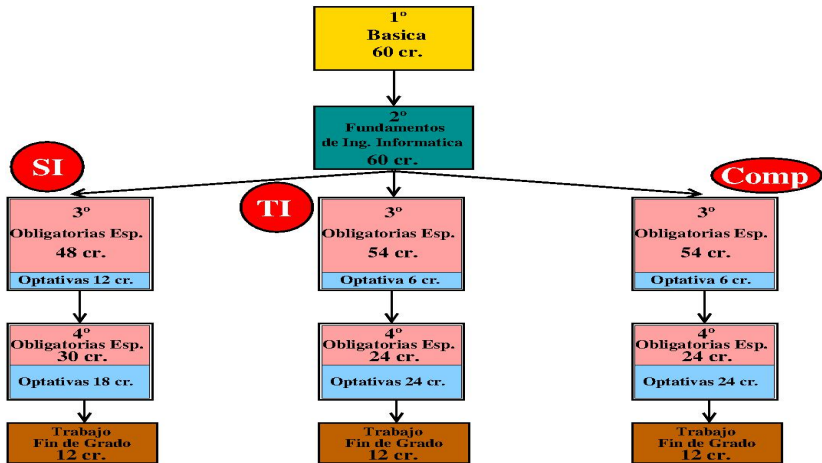 1º
Basica
60 cr.
2º
Fundamentos
de Ing. Informatica
60 cr.
SI
TI
Comp
3º
Obligatorias Esp.
48 cr.
Optativas 12 cr.
3º
Obligatorias Esp.
54 cr.
Optativa 6 cr.
3º
Obligatorias Esp.
54 cr.
Optativa 6 cr.
4º
Obligatorias Esp.
30 cr.
Optativas 18 cr.
4º
Obligatorias Esp.
24 cr.
Optativas 24 cr.
4º
Obligatorias Esp.
24 cr.
Optativas 24 cr.
Trabajo
Fin de Grado
12 cr.
Trabajo
Fin de Grado
12 cr.
Trabajo
Fin de Grado
12 cr.